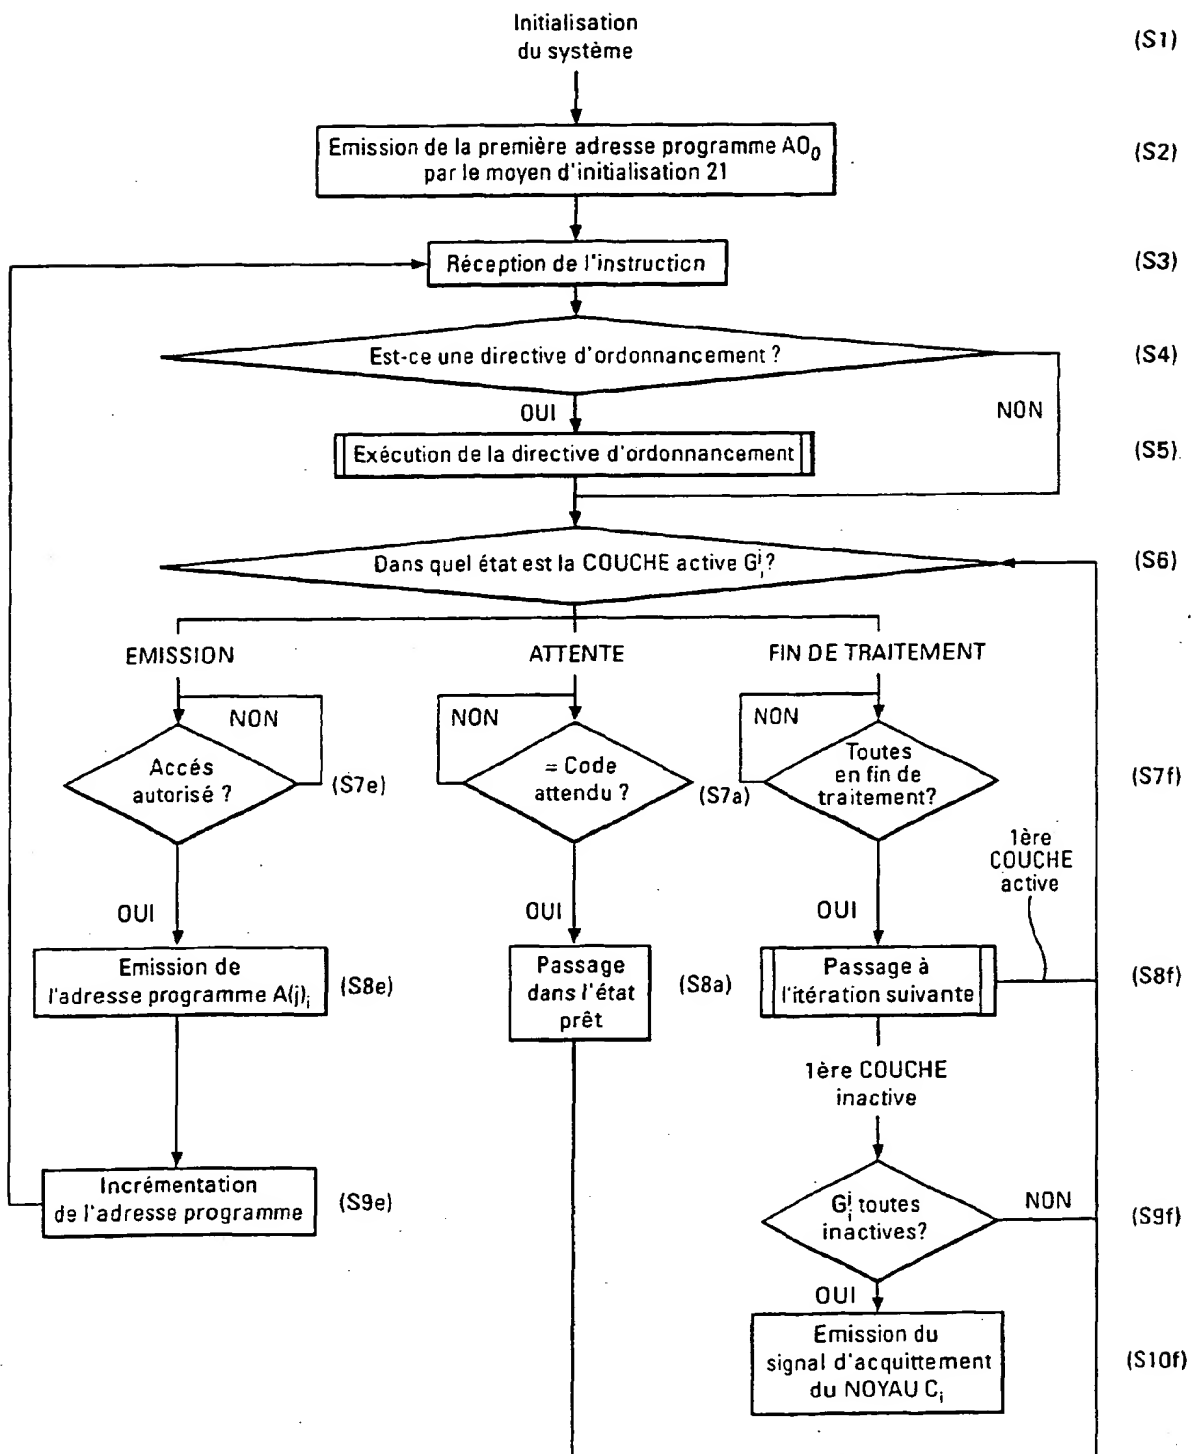 Initialisation
du système
(S1)
Emission de la première adresse programme A0₀
par le moyen d'initialisation 21
(S2)
Réception de l'instruction
(S3)
Est-ce une directive d'ordonnancement ?
(S4)
OUI
NON
Exécution de la directive d'ordonnancement
(S5)
Dans quel état est la COUCHE active Gⁱᵢ?
(S6)
EMISSION
ATTENTE
FIN DE TRAITEMENT
NON
NON
NON
Accés
autorisé ?
(S7e)
= Code
attendu ?
(S7a)
Toutes
en fin de
traitement?
(S7f)
1ère
COUCHE
active
OUI
OUI
OUI
Emission de
l'adresse programme A(j)ᵢ
(S8e)
Passage
dans l'état
prêt
(S8a)
Passage à
l'itération suivante
(S8f)
1ère COUCHE
inactive
Incrémentation
de l'adresse programme
(S9e)
Gʲᵢ toutes
inactives?
NON
(S9f)
OUI
Emission du
signal d'acquittement
du NOYAU Cᵢ
(S10f)